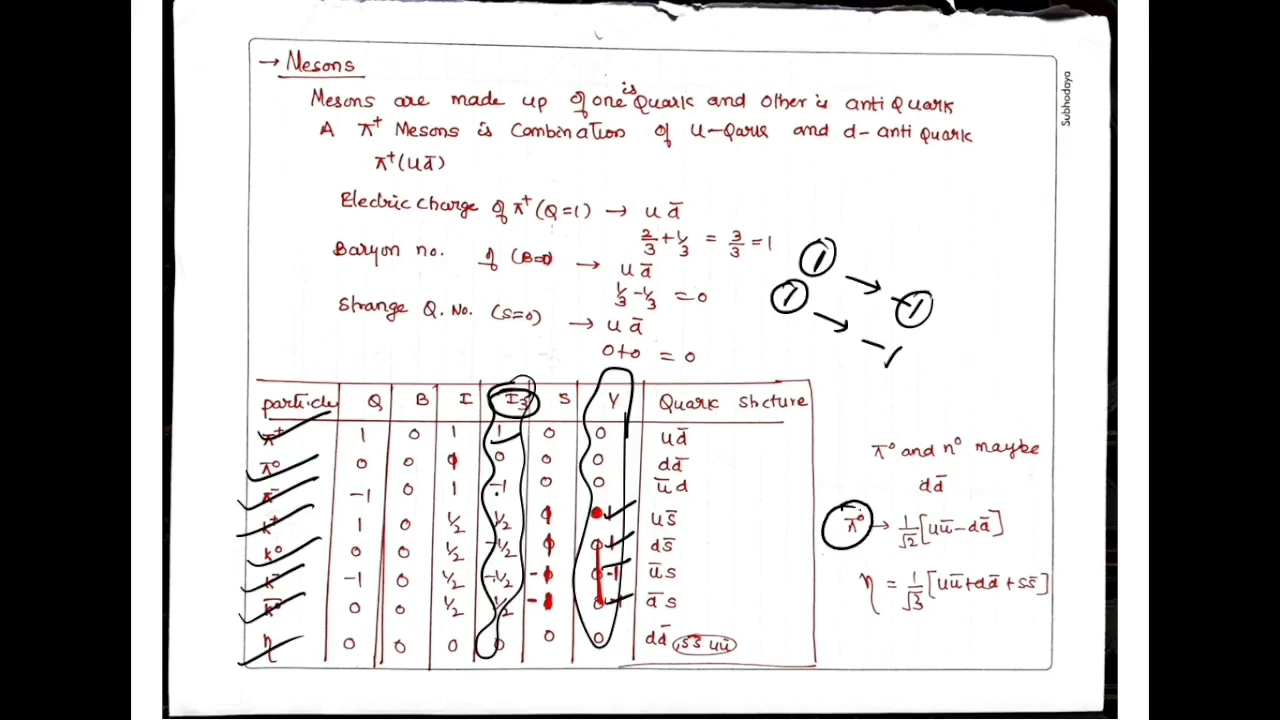 → Mesons
Mesons are made up of one is Quark and other is anti Quark
A π⁺ Mesons is Combination of u-Qarus and d-anti quark
π⁺(ud̄)
Electric charge of π⁺(Q=1) → u d̄
2/3 + 1/3 = 3/3 = 1
Baryon no. of (B=0) → u d̄
1/3 - 1/3 = 0
Strange Q. No. (S=0) → u d̄
0+0 = 0
1 → -1
1 → -1
particle Q B I I₃ S Y Quark structure
π⁺ 1 0 1 1 0 0 ud̄
π⁰ 0 0 1 0 0 0 dd̄
π⁻ -1 0 1 -1 0 0 ūd
k⁺ 1 0 1/2 1/2 1 1 us̄
k⁰ 0 0 1/2 -1/2 1 1 ds̄
k⁻ -1 0 1/2 -1/2 -1 -1 ūs
k̄⁰ 0 0 1/2 1/2 -1 d̄s
η 0 0 0 0 0 0 dd̄, ss̄ uū
π⁰ and η⁰ maybe
dd̄
π⁰ → 1/√2 [uū - dd̄]
η = 1/√3 [uū + dd̄ + ss̄]
Subhodaya